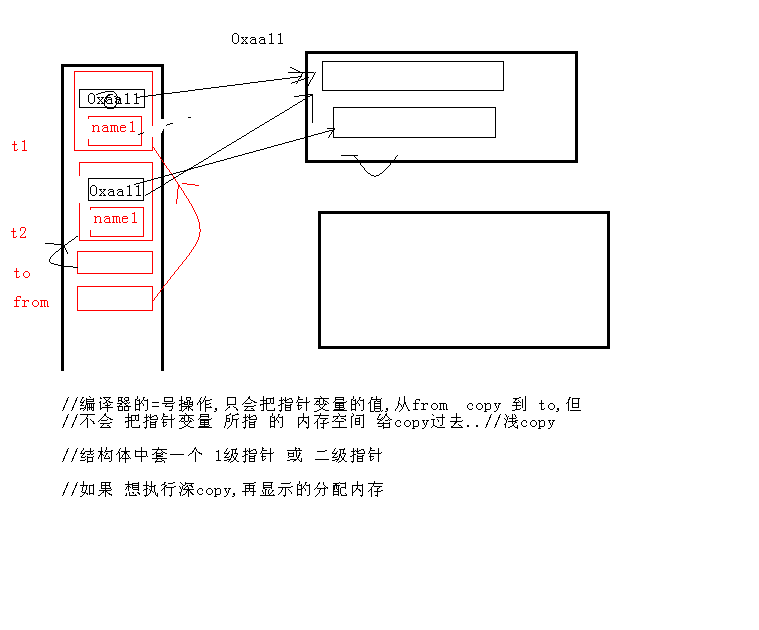 0xaa11
0xaa11
name1
t1
0xaa11
name1
t2
to
from
//编译器的=号操作,只会把指针变量的值,从from copy 到 to,但
//不会 把指针变量 所指 的 内存空间 给copy过去..//浅copy
//结构体中套一个 1级指针 或 二级指针
//如果 想执行深copy,再显示的分配内存